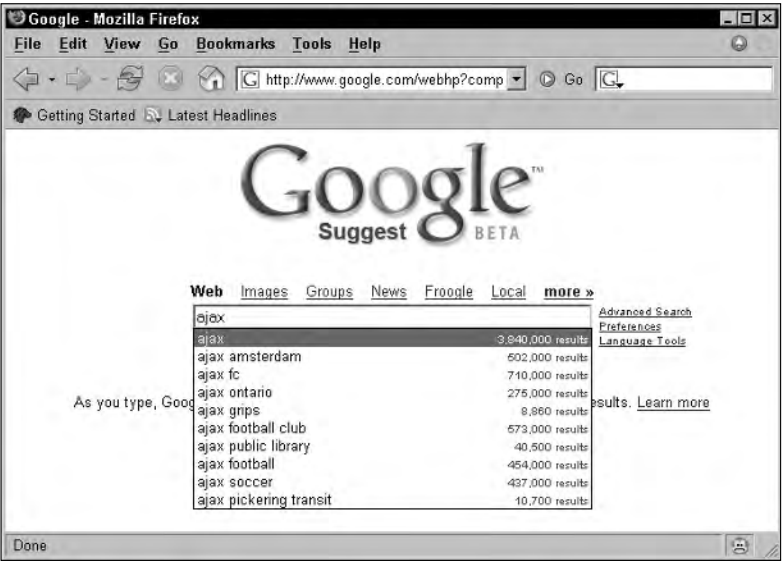 Google - Mozilla Firefox
File Edit View Go Bookmarks Tools Help
http://www.google.com/webhp?comp Go
Getting Started Latest Headlines
Google™
Suggest BETA
Web Images Groups News Froogle Local more »
ajax
Advanced Search
Preferences
Language Tools
ajax 3,840,000 results
ajax amsterdam 502,000 results
ajax fc 710,000 results
ajax ontario 275,000 results
ajax grips 8,860 results
ajax football club 573,000 results
ajax public library 40,500 results
ajax football 454,000 results
ajax soccer 437,000 results
ajax pickering transit 10,700 results
As you type, Goog esults. Learn more
Done